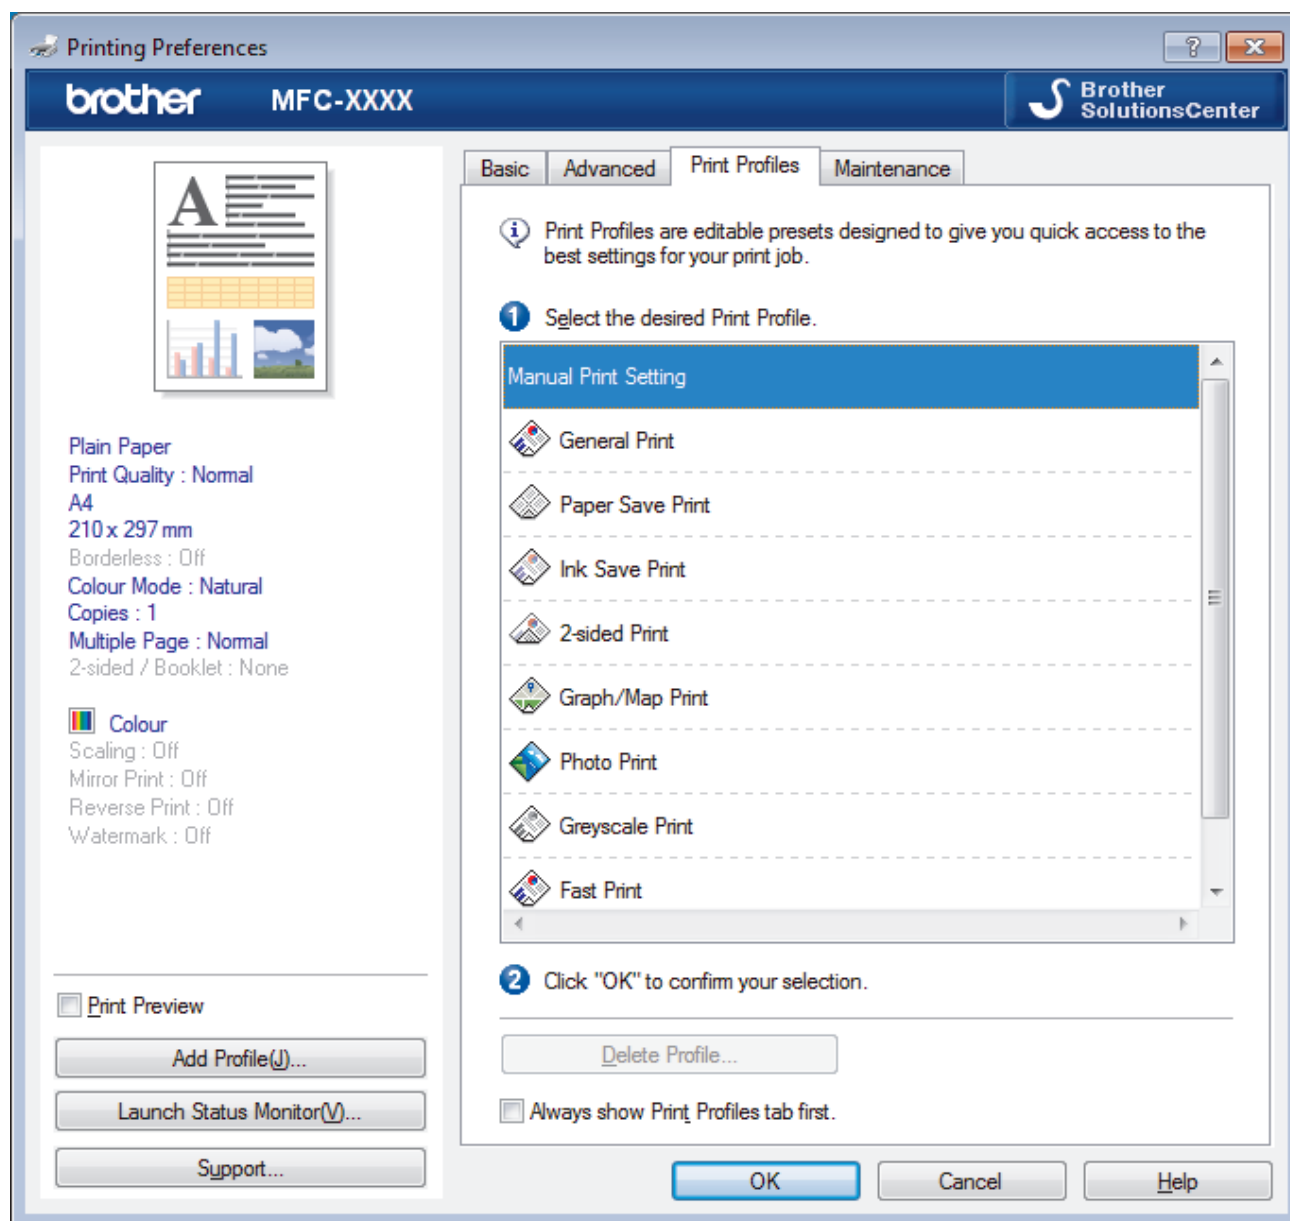 Printing Preferences
?
brother MFC-XXXX
Brother
SolutionsCenter
A
Plain Paper
Print Quality : Normal
A4
210 x 297 mm
Borderless : Off
Colour Mode : Natural
Copies : 1
Multiple Page : Normal
2-sided / Booklet : None
Colour
Scaling : Off
Mirror Print : Off
Reverse Print : Off
Watermark : Off
Print Preview
Add Profile(J)...
Launch Status Monitor(V)...
Support...
Basic Advanced Print Profiles Maintenance
Print Profiles are editable presets designed to give you quick access to the
best settings for your print job.
1 Select the desired Print Profile.
Manual Print Setting
General Print
Paper Save Print
Ink Save Print
2-sided Print
Graph/Map Print
Photo Print
Greyscale Print
Fast Print
2 Click "OK" to confirm your selection.
Delete Profile...
Always show Print Profiles tab first.
OK Cancel Help